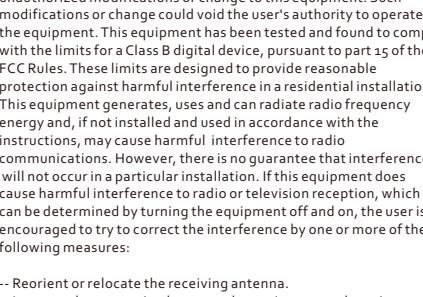 modifications or change could void the user's authority to operate
the equipment. This equipment has been tested and found to comp
with the limits for a Class B digital device, pursuant to part 15 of the
FCC Rules. These limits are designed to provide reasonable
protection against harmful interference in a residential installatio
This equipment generates, uses and can radiate radio frequency
energy and, if not installed and used in accordance with the
instructions, may cause harmful interference to radio
communications. However, there is no guarantee that interference
will not occur in a particular installation. If this equipment does
cause harmful interference to radio or television reception, which
can be determined by turning the equipment off and on, the user is
encouraged to try to correct the interference by one or more of the
following measures:
-- Reorient or relocate the receiving antenna.